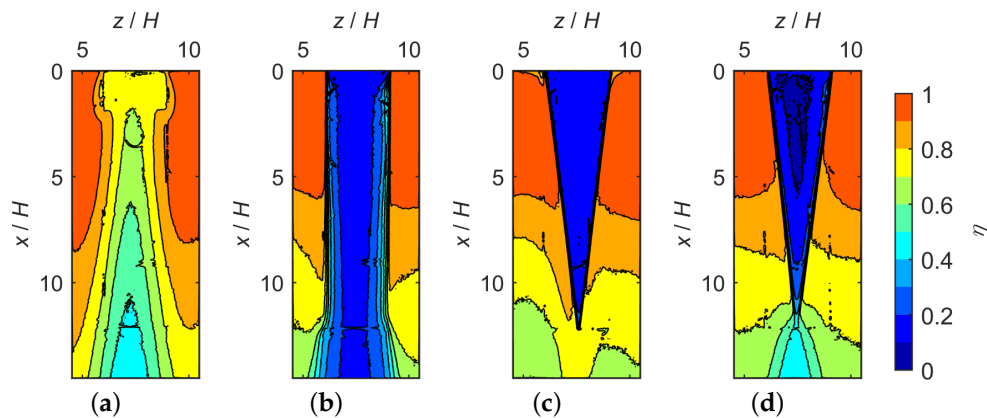 z / H z / H z / H z / H
5 10 5 10 5 10 5 10
0 0 0 0
5 5 5 5
10 10 10 10
x / H x / H x / H x / H
1
0.8
0.6
0.4
0.2
0
η
(a) (b) (c) (d)